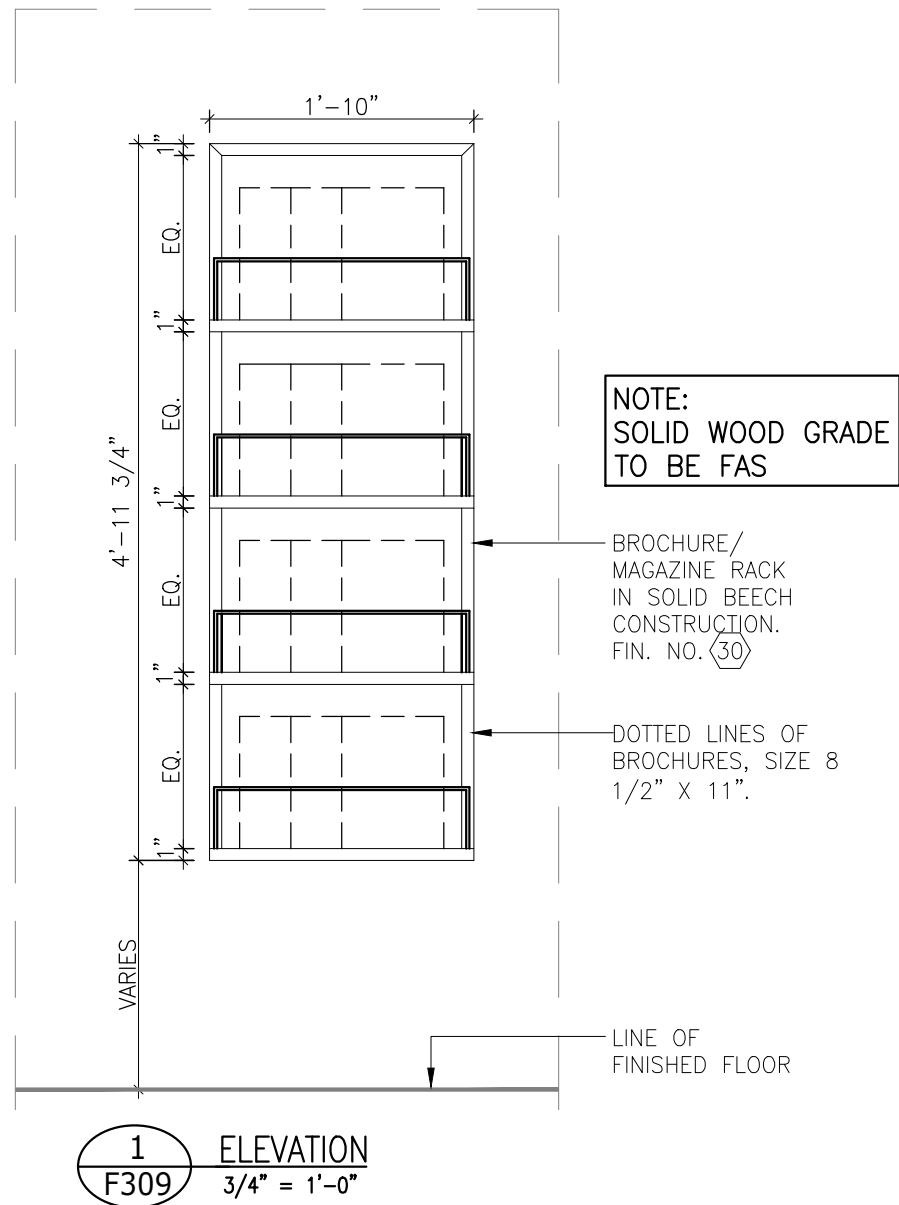 1'-10"
1"
EQ.
1"
EQ.
1"
EQ.
1"
EQ.
1"
4'-11 3/4"
VARIES
NOTE:
SOLID WOOD GRADE
TO BE FAS
BROCHURE/
MAGAZINE RACK
IN SOLID BEECH
CONSTRUCTION.
FIN. NO. 30
DOTTED LINES OF
BROCHURES, SIZE 8
1/2" X 11".
LINE OF
FINISHED FLOOR
1
F309
ELEVATION
3/4" = 1'-0"